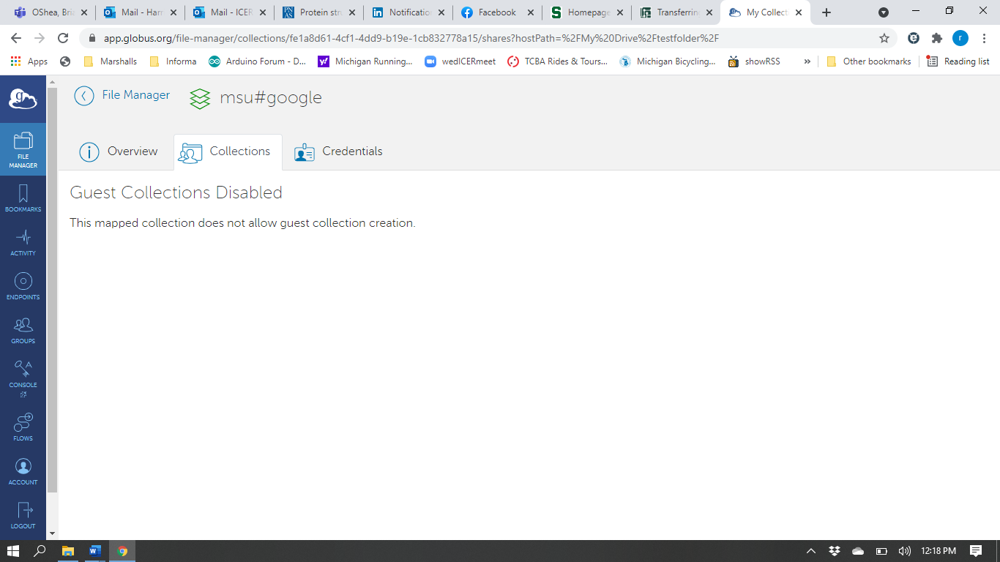 OShea, Bria
Mail - Harr
Mail - ICER
Protein str
Notification
Facebook
Homepage
Transferrin
My Collect
app.globus.org/file-manager/collections/fe1a8d61-4cf1-4dd9-b19e-1cb832778a15/shares?hostPath=%2FMy%20Drive%2Ftestfolder%2F
r
Apps
Marshalls
Informa
Arduino Forum - D...
Michigan Running...
wedICERmeet
TCBA Rides & Tours...
Michigan Bicycling...
showRSS
»
Other bookmarks
Reading list
File Manager
msu#google
Overview
Collections
Credentials
Guest Collections Disabled
This mapped collection does not allow guest collection creation.
FILE
MANAGER
BOOKMARKS
ACTIVITY
ENDPOINTS
GROUPS
CONSOLE
FLOWS
ACCOUNT
LOGOUT
12:18 PM